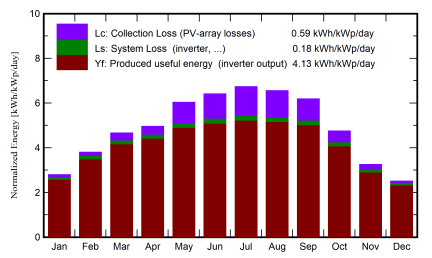 10
Lc: Collection Loss (PV-array losses) 0.59 kWh/kWp/day
Ls: System Loss (inverter, ...) 0.18 kWh/kWp/day
Yf: Produced useful energy (inverter output) 4.13 kWh/kWp/day
8
6
4
2
0
Normalized Energy [kWh/kWp/day]
Jan Feb Mar Apr May Jun Jul Aug Sep Oct Nov Dec